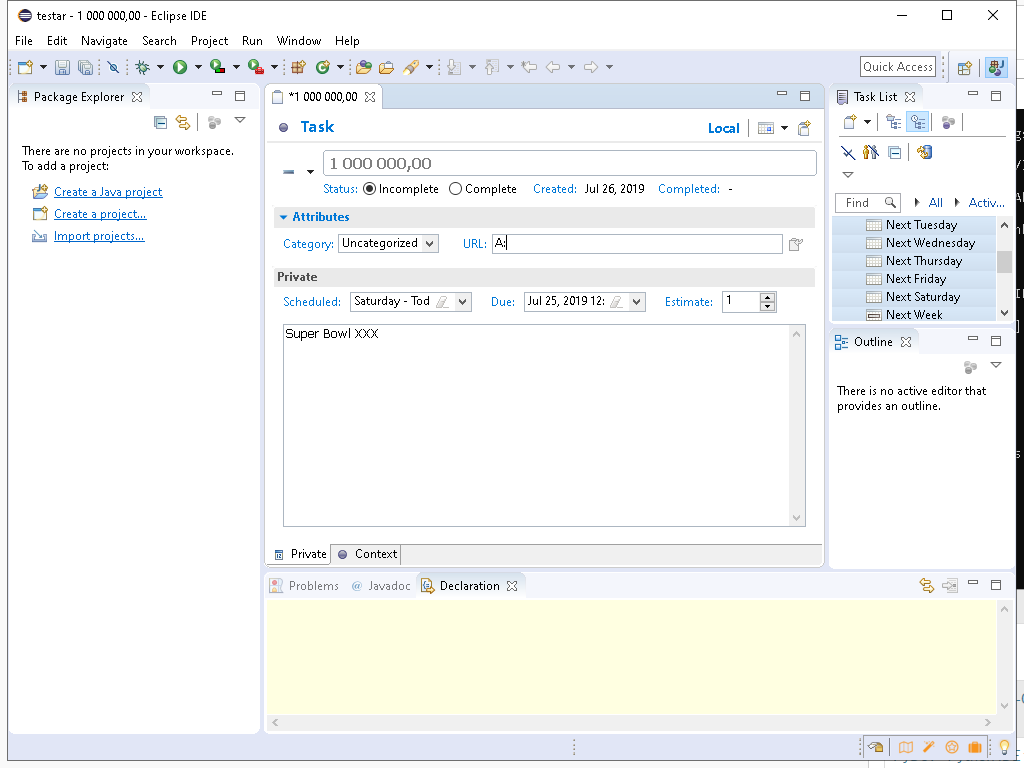 testar - 1 000 000,00 - Eclipse IDE
File Edit Navigate Search Project Run Window Help
Quick Access
Package Explorer
There are no projects in your workspace.
To add a project:
Create a Java project
Create a project...
Import projects...
*1 000 000,00
Task
Local
1 000 000,00
Status: Incomplete Complete Created: Jul 26, 2019 Completed: -
Attributes
Category: Uncategorized URL: A:
Private
Scheduled: Saturday - Tod Due: Jul 25, 2019 12: Estimate: 1
Super Bowl XXX
Private Context
Task List
Find All Activ...
Next Tuesday
Next Wednesday
Next Thursday
Next Friday
Next Saturday
Next Week
Outline
There is no active editor that
provides an outline.
Problems @ Javadoc Declaration